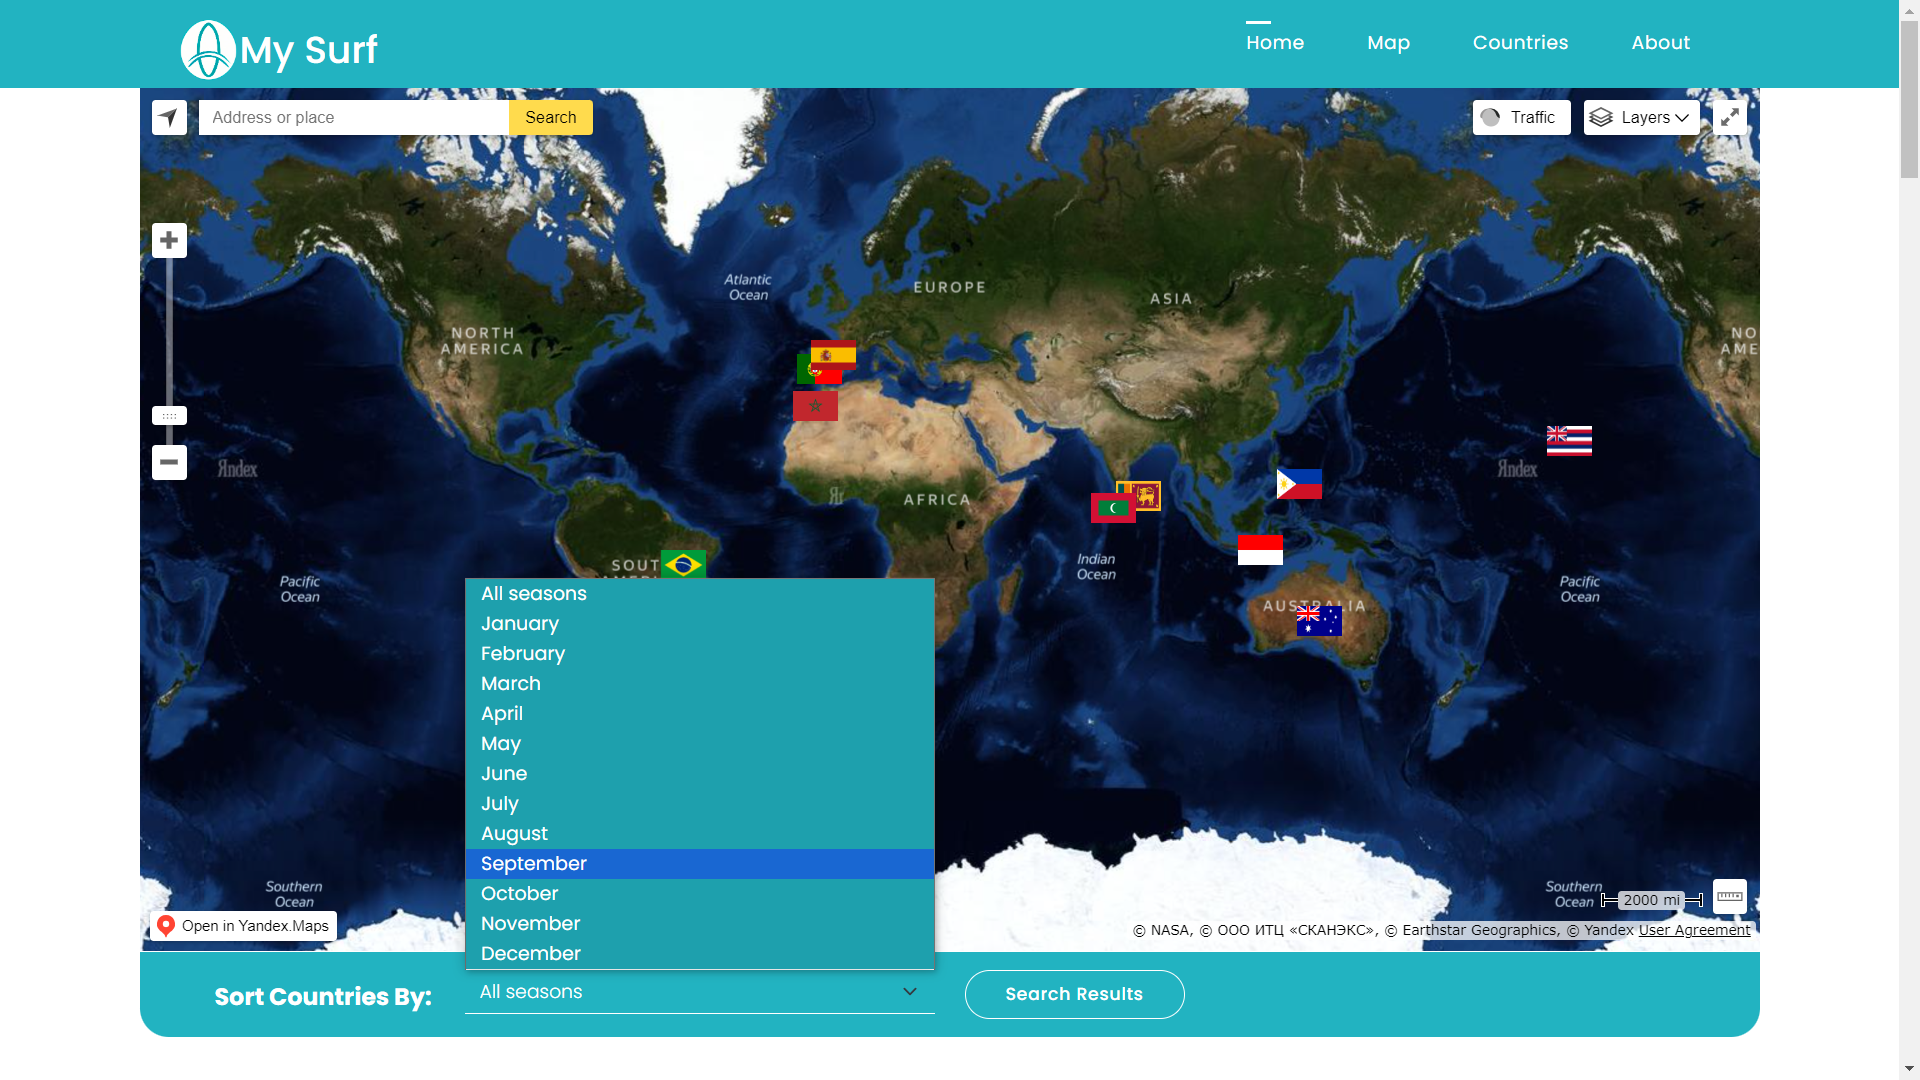 My Surf
Home
Map
Countries
About
Address or place
Search
Traffic
Layers
Atlantic
Ocean
EUROPE
ASIA
NORTH
AMERICA
NO
AME
Яndex
Яndex
Яr
AFRICA
SOUT
Indian
Ocean
Pacific
Ocean
Pacific
Ocean
All seasons
January
February
March
April
May
June
July
August
September
October
November
December
Southern
Ocean
Southern
Ocean
2000 mi
Open in Yandex.Maps
© NASA, © ООО ИТЦ «СКАНЭКС», © Earthstar Geographics, © Yandex User Agreement
Sort Countries By:
All seasons
Search Results